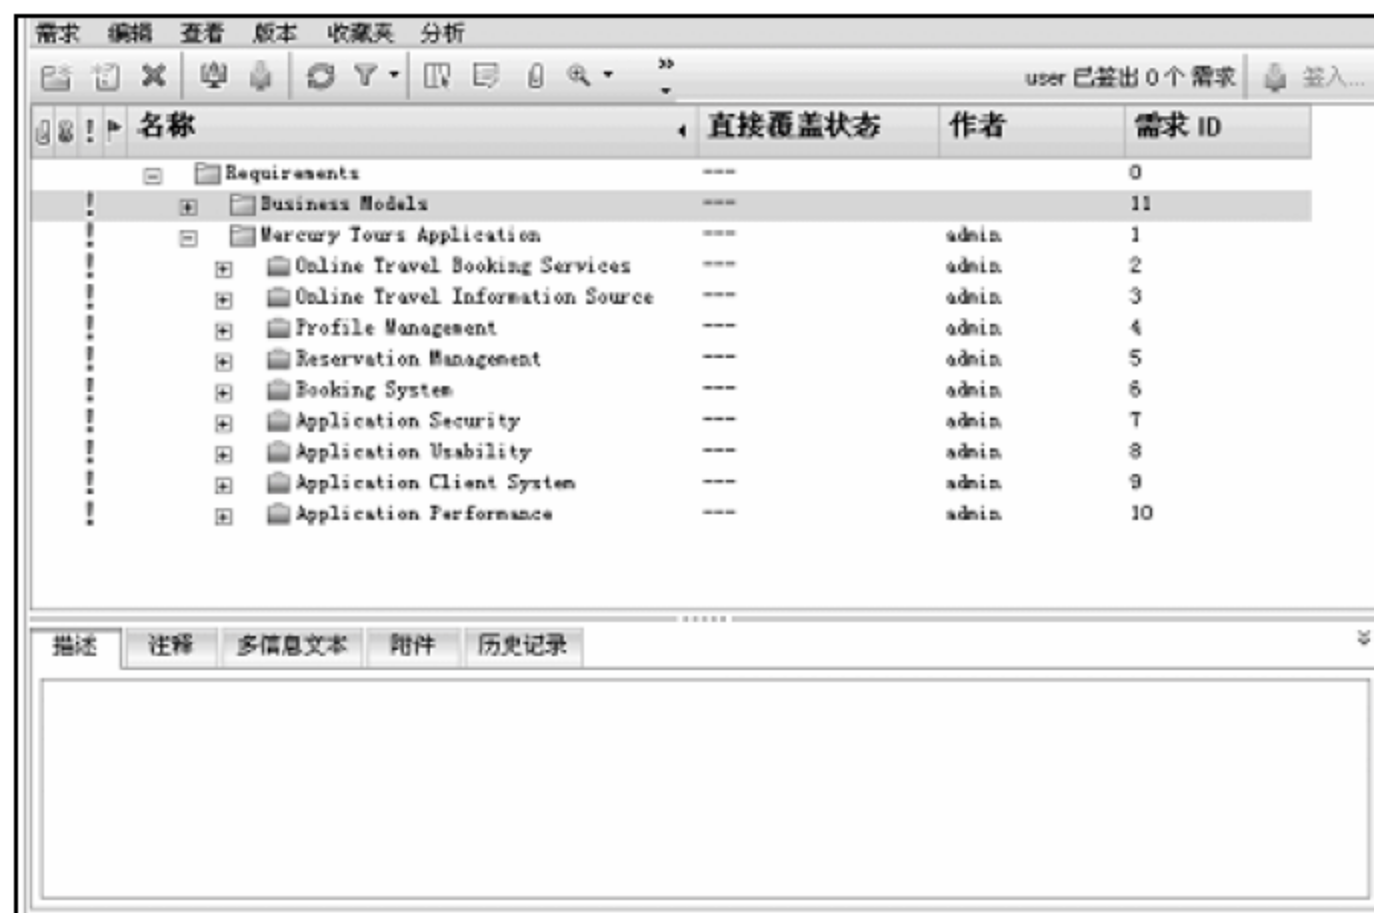 需求 编辑 查看 版本 收藏夹 分析
user 已签出 0 个 需求 签入...
名称 直接覆盖状态 作者 需求 ID
Requirements --- 0
! Business Models --- 11
! Mercury Tours Application --- admin 1
! Online Travel Booking Services --- admin 2
! Online Travel Information Source --- admin 3
! Profile Management --- admin 4
! Reservation Management --- admin 5
! Booking System --- admin 6
! Application Security --- admin 7
! Application Usability --- admin 8
! Application Client System --- admin 9
! Application Performance --- admin 10
描述 注释 多信息文本 附件 历史记录